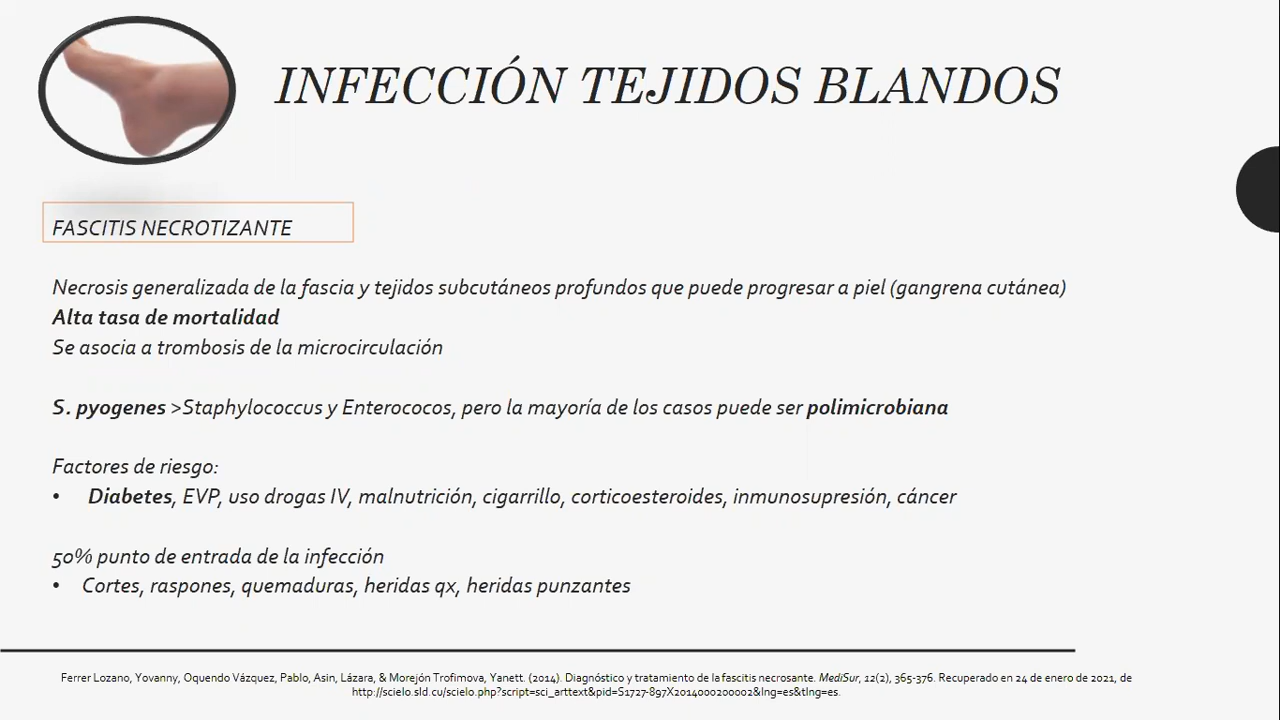 INFECCIÓN TEJIDOS BLANDOS
FASCITIS NECROTIZANTE
Necrosis generalizada de la fascia y tejidos subcutáneos profundos que puede progresar a piel (gangrena cutánea)
Alta tasa de mortalidad
Se asocia a trombosis de la microcirculación
S. pyogenes >Staphylococcus y Enterococos, pero la mayoría de los casos puede ser polimicrobiana
Factores de riesgo:
• Diabetes, EVP, uso drogas IV, malnutrición, cigarrillo, corticoesteroides, inmunosupresión, cáncer
50% punto de entrada de la infección
• Cortes, raspones, quemaduras, heridas qx, heridas punzantes
Ferrer Lozano, Yovanny, Oquendo Vázquez, Pablo, Asin, Lázara, & Morejón Trofimova, Yanett. (2014). Diagnóstico y tratamiento de la fascitis necrosante. MediSur, 12(2), 365-376. Recuperado en 24 de enero de 2021, de
http://scielo.sld.cu/scielo.php?script=sci_arttext&pid=S1727-897X2014000200002&lng=es&tlng=es.